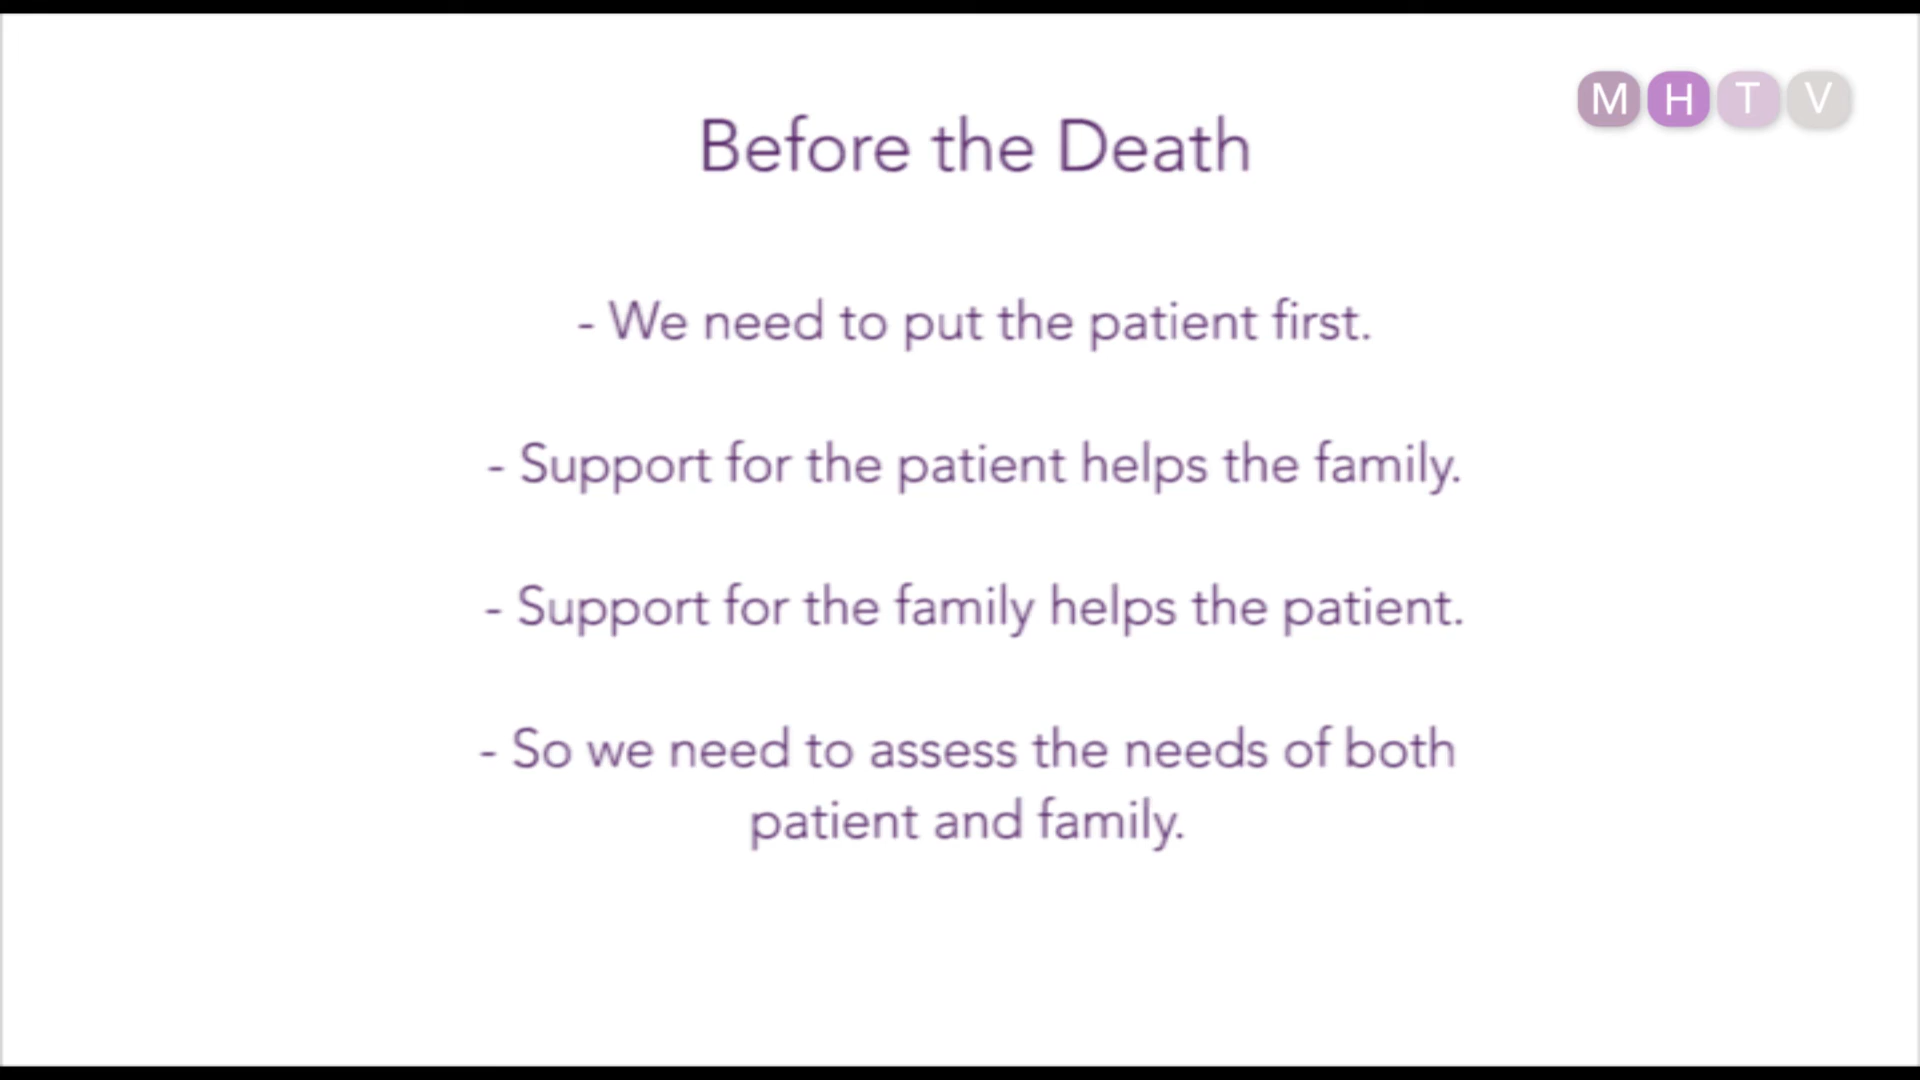 M H T V
Before the Death
- We need to put the patient first.
- Support for the patient helps the family.
- Support for the family helps the patient.
- So we need to assess the needs of both
patient and family.